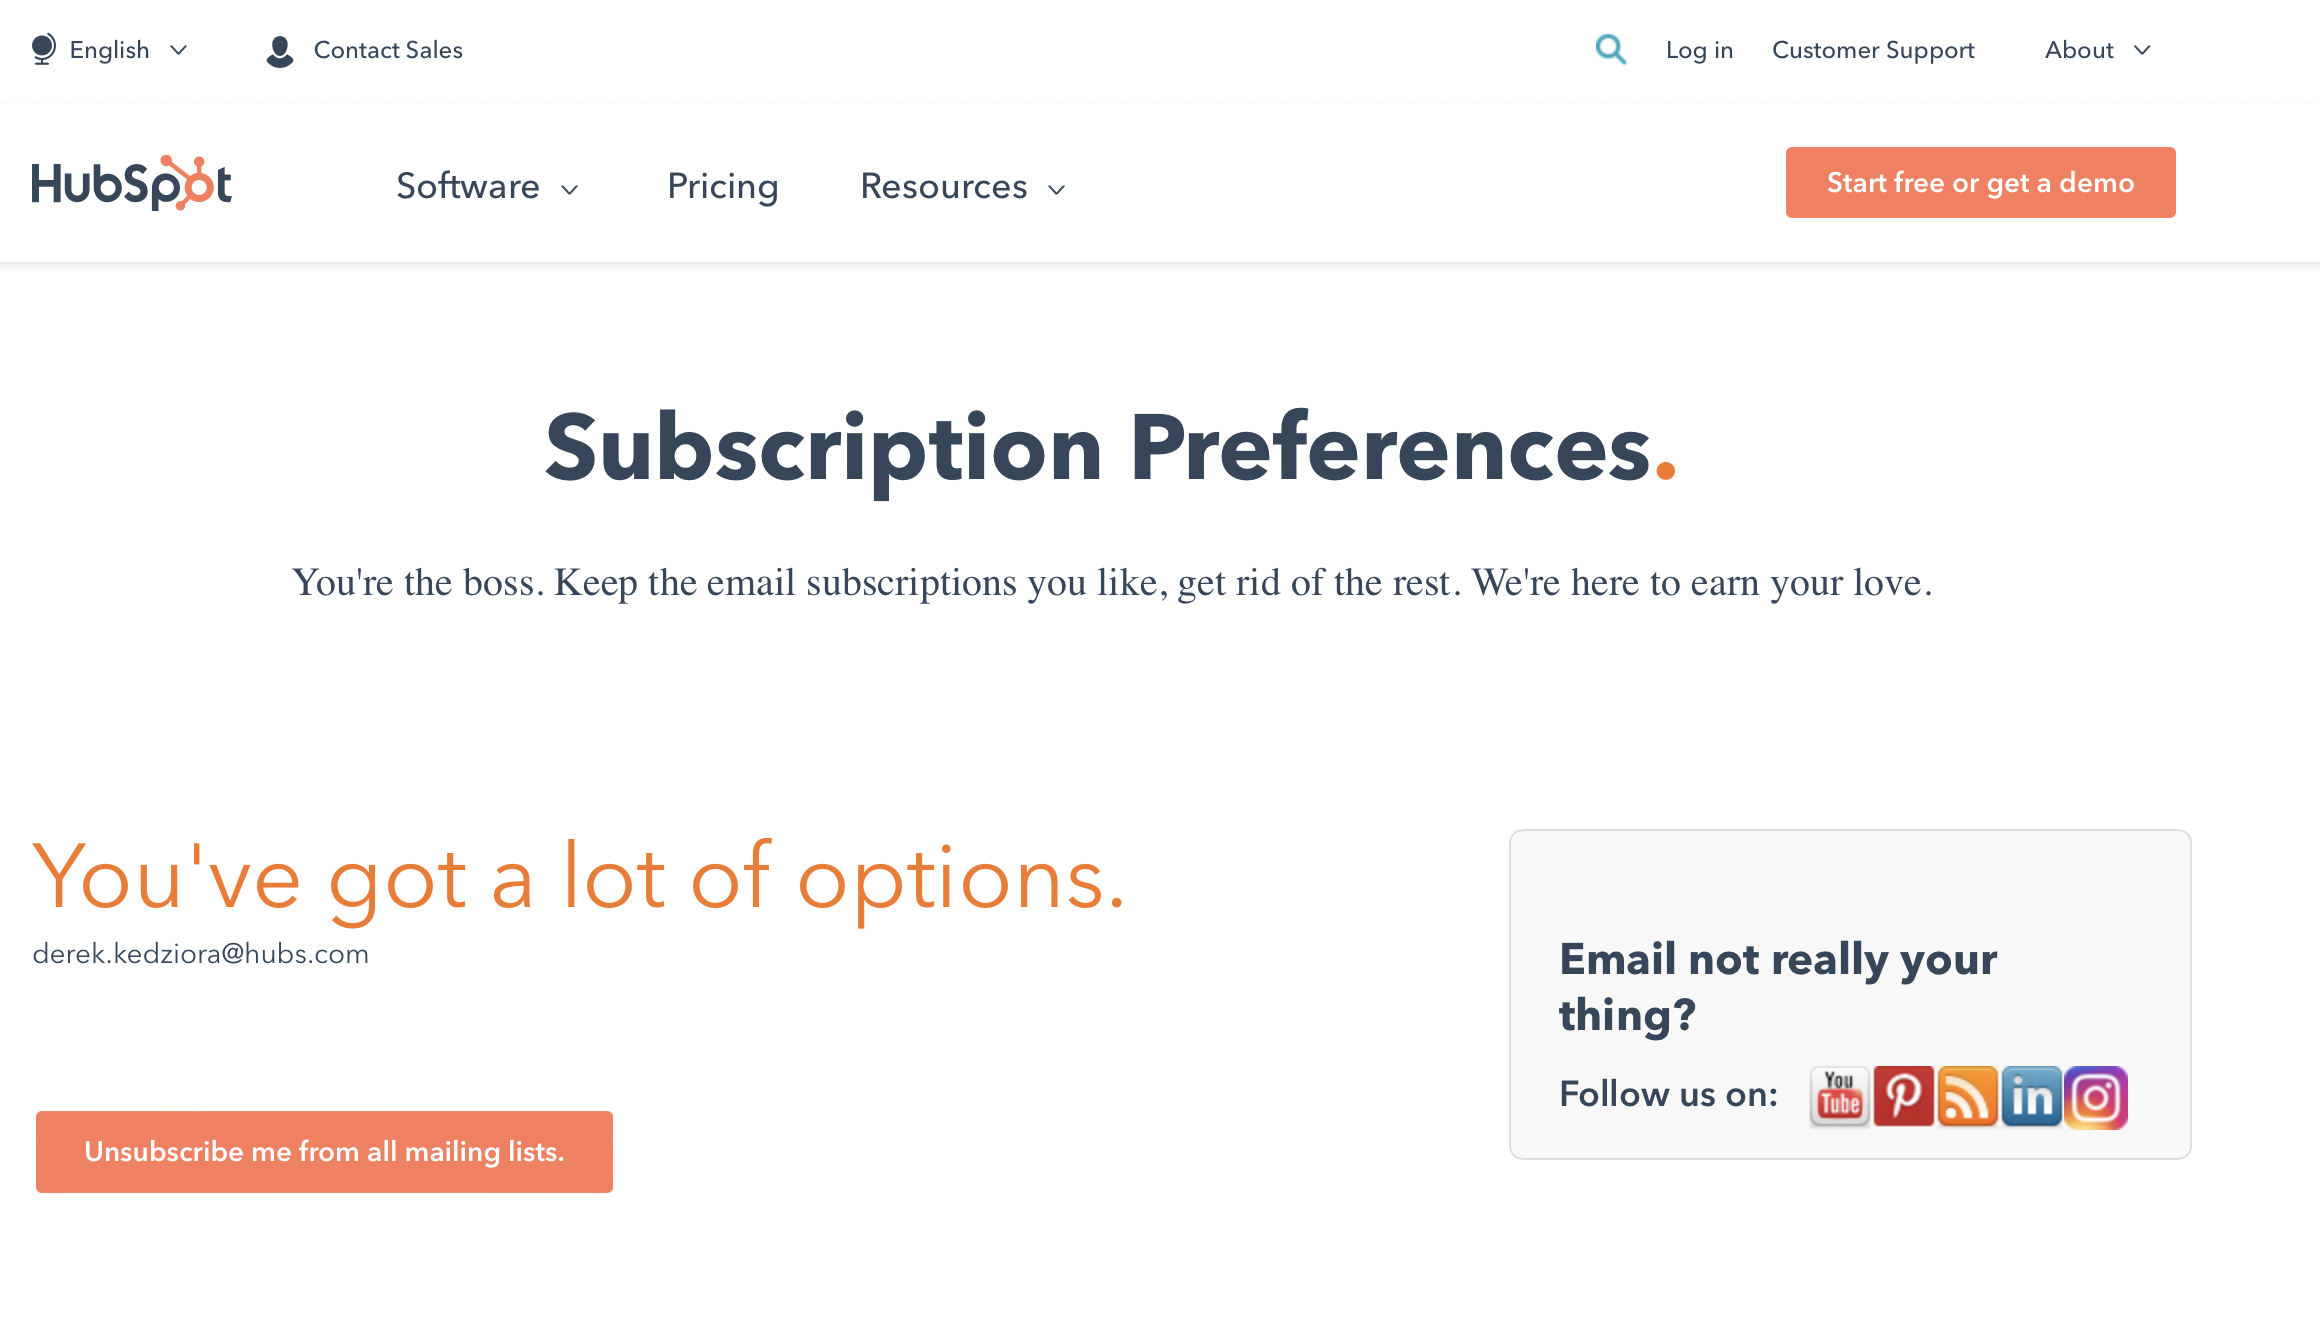 English
Contact Sales
Log in
Customer Support
About
HubSpot
Software
Pricing
Resources
Start free or get a demo
Subscription Preferences.
You're the boss. Keep the email subscriptions you like, get rid of the rest. We're here to earn your love.
You've got a lot of options.
derek.kedziora@hubs.com
Unsubscribe me from all mailing lists.
Email not really your
thing?
Follow us on:
You
Tube
in